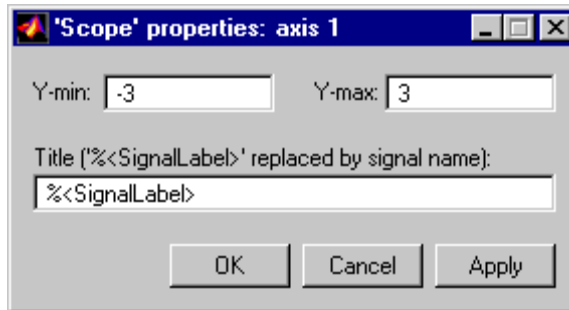 'Scope' properties: axis 1
Y-min: -3 Y-max: 3
Title ('%<SignalLabel>' replaced by signal name):
%<SignalLabel>
OK Cancel Apply